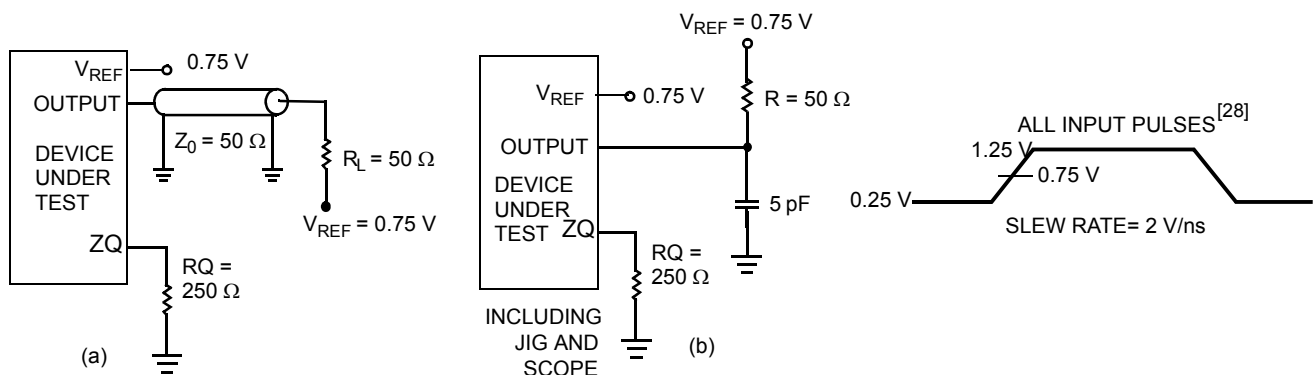 V_REF
0.75 V
OUTPUT
Z_0 = 50 Ω
DEVICE
UNDER
TEST
R_L = 50 Ω
V_REF = 0.75 V
ZQ
RQ =
250 Ω
(a)
V_REF = 0.75 V
V_REF
0.75 V
R = 50 Ω
OUTPUT
DEVICE
UNDER
TEST
ZQ
5 pF
RQ =
250 Ω
INCLUDING
JIG AND
SCOPE
(b)
ALL INPUT PULSES[28]
1.25 V
0.75 V
0.25 V
SLEW RATE= 2 V/ns